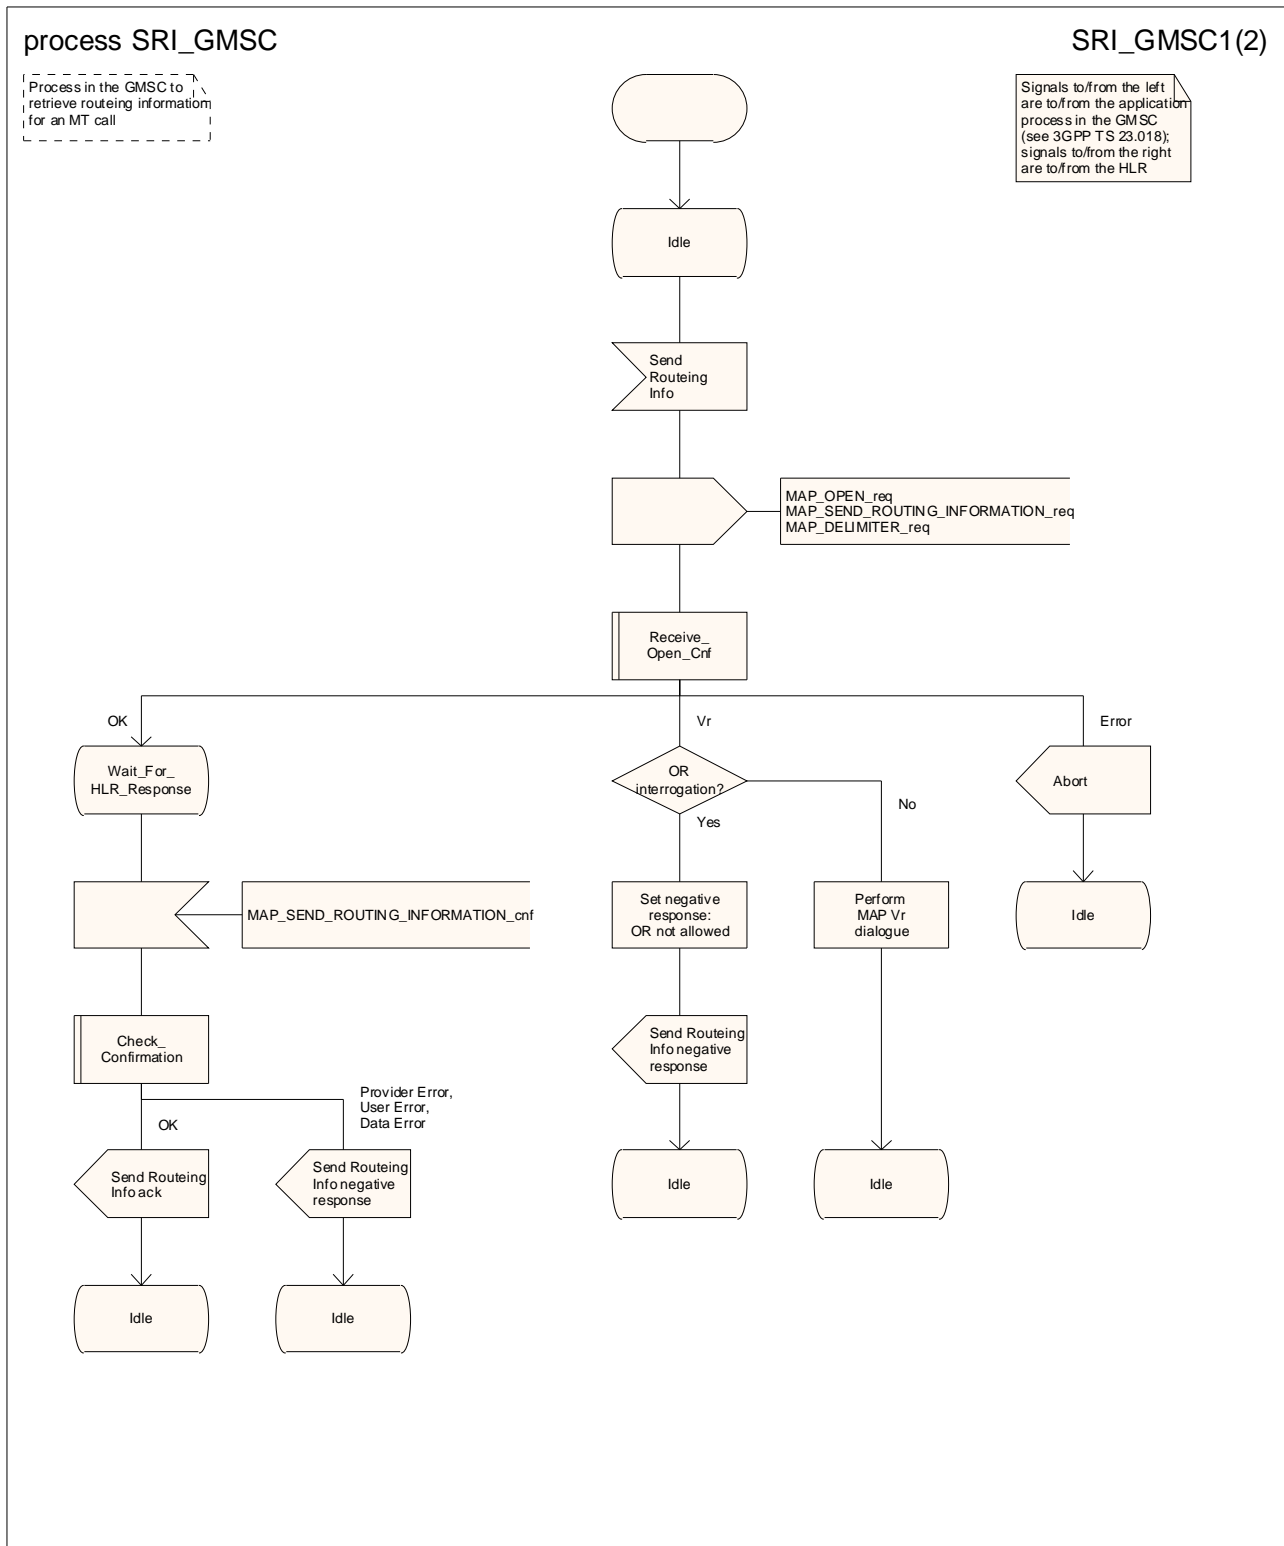 process SRI_GMSC
SRI_GMSC1(2)
Process in the GMSC to
retrieve routeing information
for an MT call
Signals to/from the left
are to/from the application
process in the GMSC
(see 3GPP TS 23.018);
signals to/from the right
are to/from the HLR
Idle
Send
Routeing
Info
MAP_OPEN_req
MAP_SEND_ROUTING_INFORMATION_req
MAP_DELIMITER_req
Receive_
Open_Cnf
OK
Vr
Error
Wait_For_
HLR_Response
OR
interrogation?
Abort
No
Yes
MAP_SEND_ROUTING_INFORMATION_cnf
Set negative
response:
OR not allowed
Perform
MAP Vr
dialogue
Idle
Check_
Confirmation
Send Routeing
Info negative
response
Provider Error,
User Error,
Data Error
OK
Send Routeing
Info ack
Send Routeing
Info negative
response
Idle
Idle
Idle
Idle